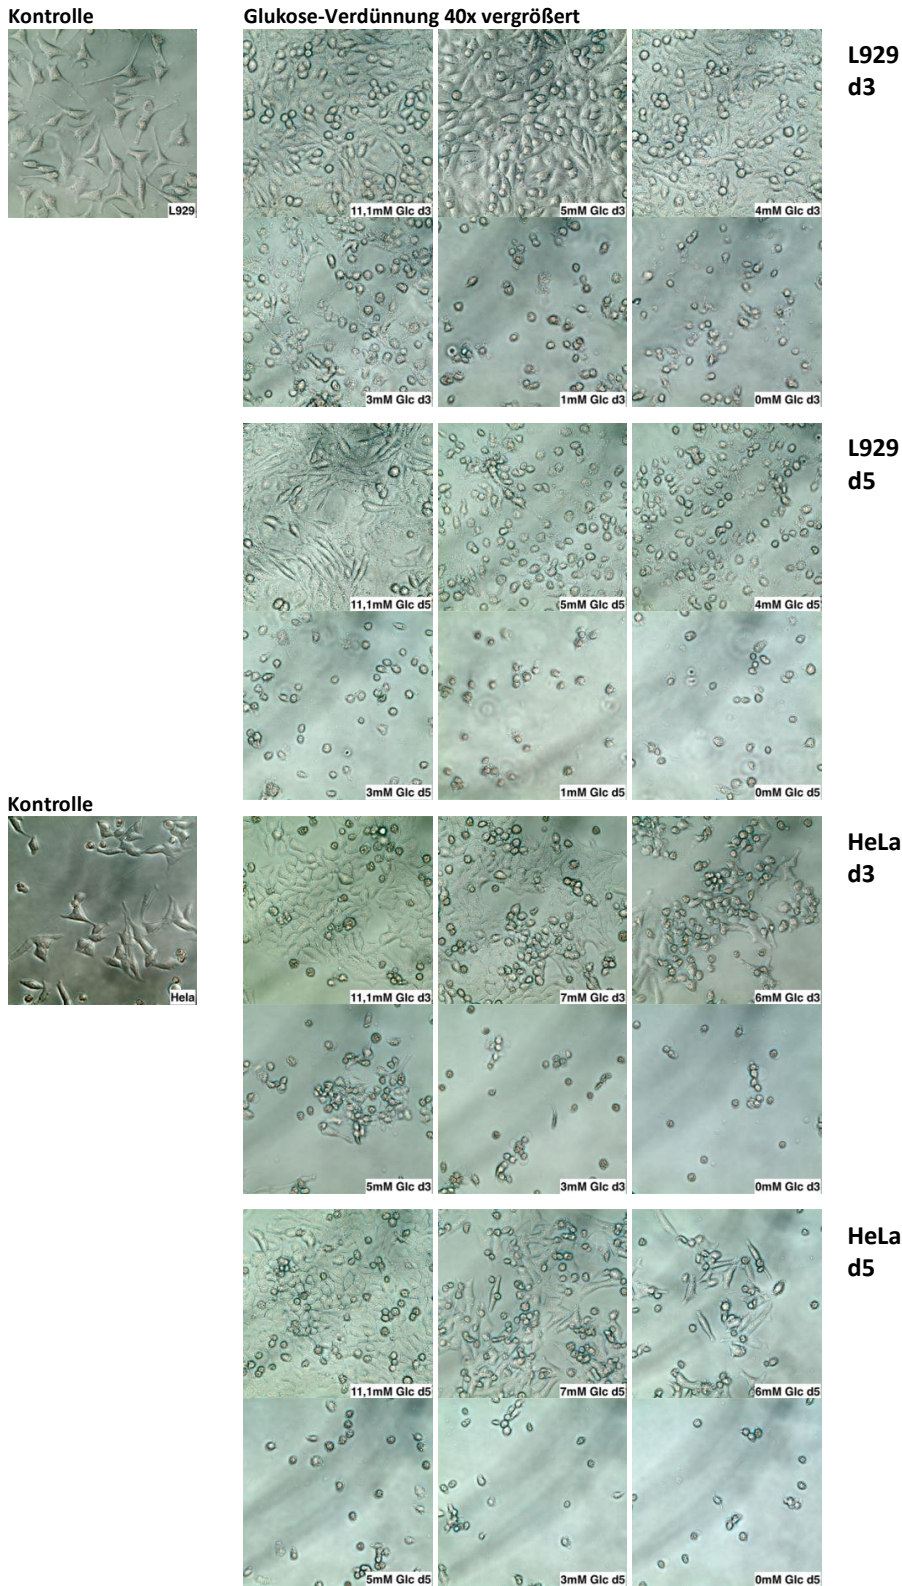 Kontrolle
Glukose-Verdünnung 40x vergrößert
L929
11,1mM Glc d3
5mM Glc d3
4mM Glc d3
L929
d3
3mM Glc d3
1mM Glc d3
0mM Glc d3
11,1mM Glc d5
5mM Glc d5
4mM Glc d5
L929
d5
3mM Glc d5
1mM Glc d5
0mM Glc d5
Kontrolle
Hela
11,1mM Glc d3
7mM Glc d3
6mM Glc d3
HeLa
d3
5mM Glc d3
3mM Glc d3
0mM Glc d3
11,1mM Glc d5
7mM Glc d5
6mM Glc d5
HeLa
d5
5mM Glc d5
3mM Glc d5
0mM Glc d5